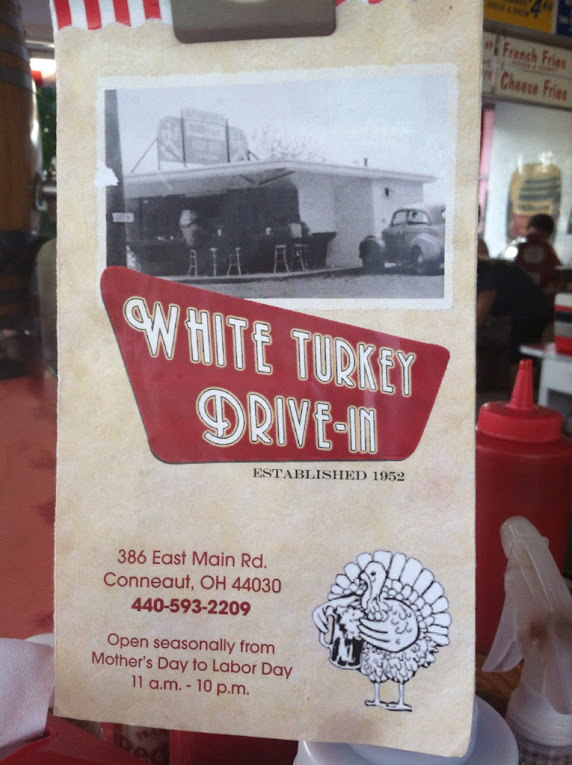 French Fries
Cheese Fries
OPEN
WHITE TURKEY
DRIVE-IN
ESTABLISHED 1952
386 East Main Rd.
Conneaut, OH 44030
440-593-2209
Open seasonally from
Mother's Day to Labor Day
11 a.m. - 10 p.m.